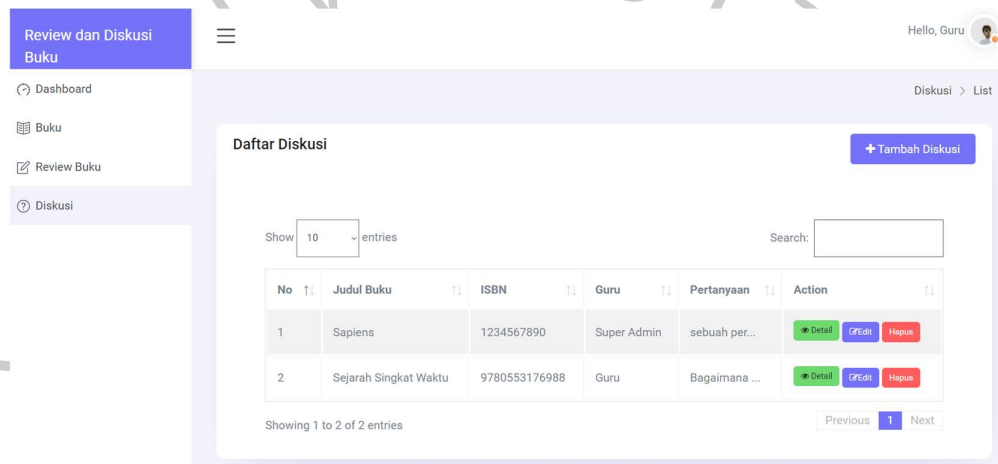 Review dan Diskusi
Buku
Hello, Guru
Dashboard
Buku
Review Buku
Diskusi
Diskusi > List
Daftar Diskusi
+Tambah Diskusi
Show 10 entries
Search:
No Judul Buku ISBN Guru Pertanyaan Action
1 Sapiens 1234567890 Super Admin sebuah per... Detail Edit Hapus
2 Sejarah Singkat Waktu 9780553176988 Guru Bagaimana ... Detail Edit Hapus
Showing 1 to 2 of 2 entries
Previous 1 Next